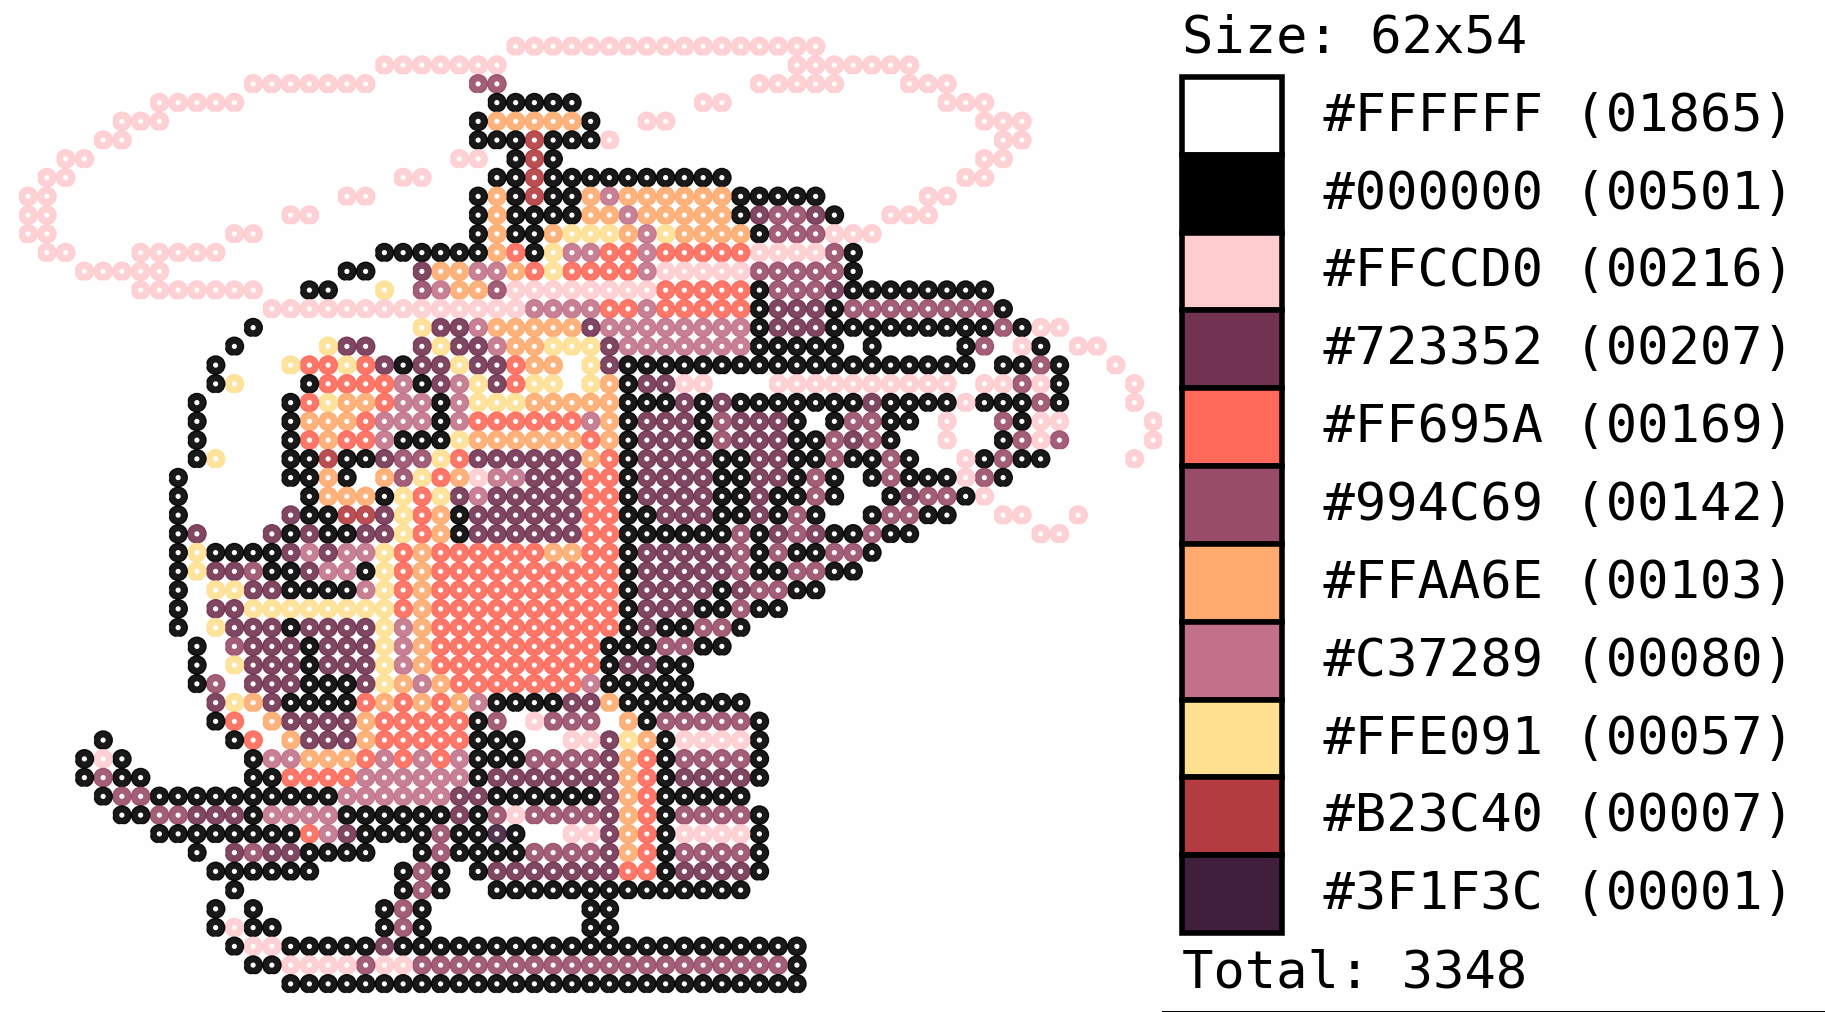 Size: 62x54
#FFFFFF (01865)
#000000 (00501)
#FFCCD0 (00216)
#723352 (00207)
#FF695A (00169)
#994C69 (00142)
#FFAA6E (00103)
#C37289 (00080)
#FFE091 (00057)
#B23C40 (00007)
#3F1F3C (00001)
Total: 3348